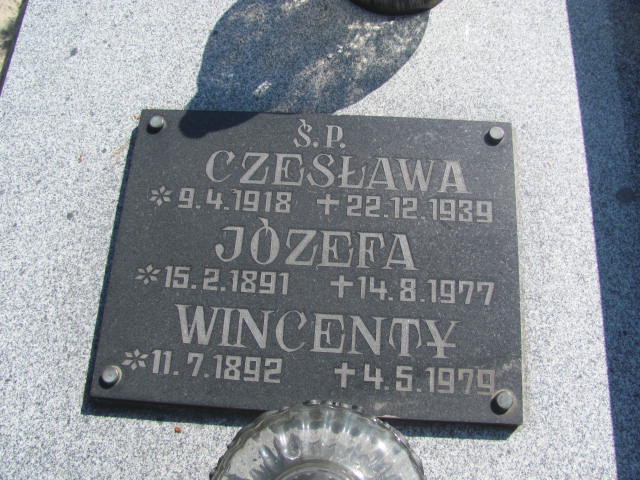 Ś.P.
CZESŁAWA
*9.4.1918 +22.12.1939
JÓZEFA
*15.2.1891 +14.8.1977
WINCENTY
*11.7.1892 +4.5.1979